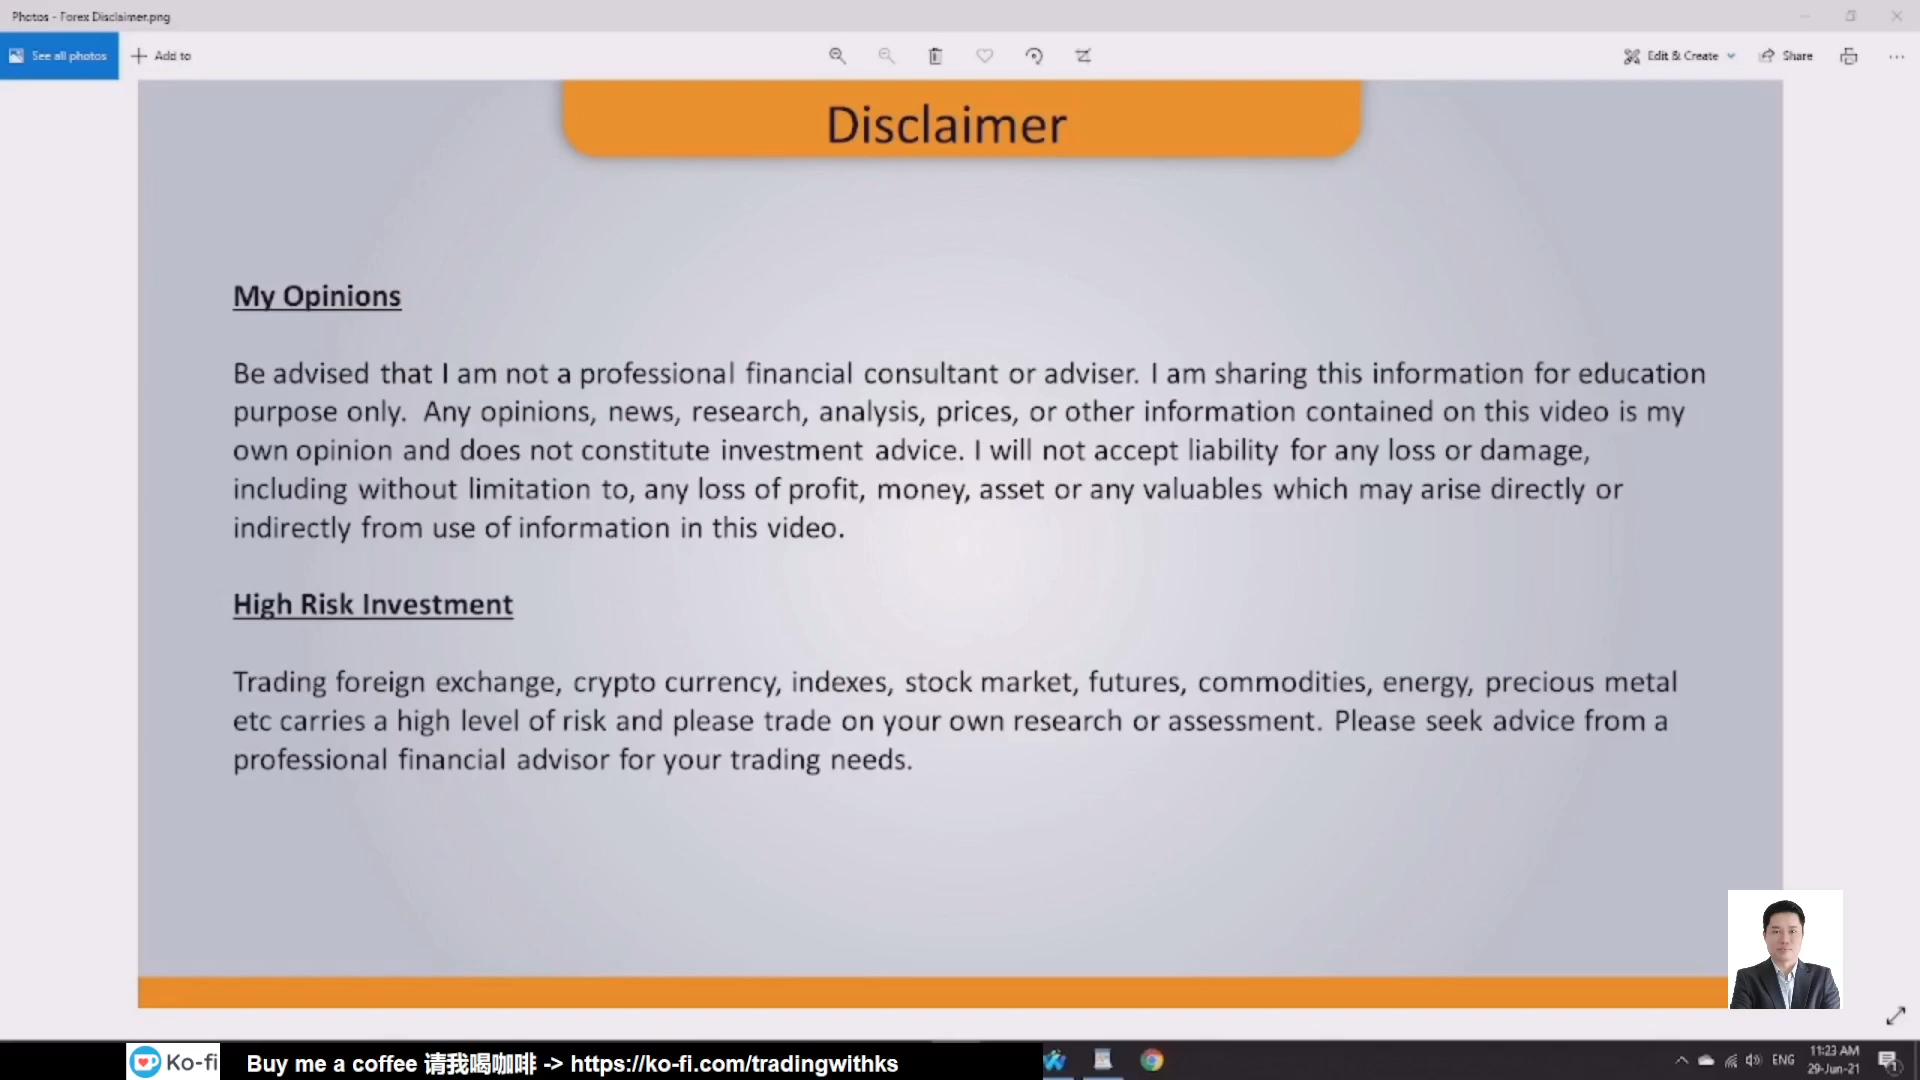 Photos - Forex Disclaimer.png
See all photos
Add to
Edit & Create
Share
Disclaimer
My Opinions
Be advised that I am not a professional financial consultant or adviser. I am sharing this information for education
purpose only. Any opinions, news, research, analysis, prices, or other information contained on this video is my
own opinion and does not constitute investment advice. I will not accept liability for any loss or damage,
including without limitation to, any loss of profit, money, asset or any valuables which may arise directly or
indirectly from use of information in this video.
High Risk Investment
Trading foreign exchange, crypto currency, indexes, stock market, futures, commodities, energy, precious metal
etc carries a high level of risk and please trade on your own research or assessment. Please seek advice from a
professional financial advisor for your trading needs.
Ko-fi
Buy me a coffee 请我喝咖啡 -> https://ko-fi.com/tradingwithks
ENG
11:23 AM
29-Jun-21
1